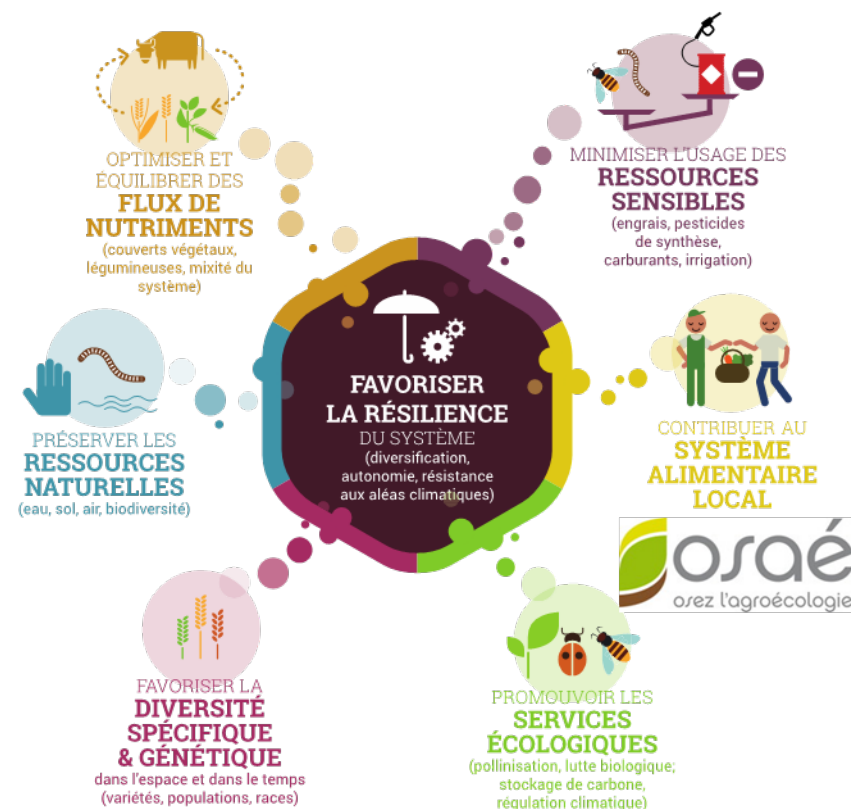 OPTIMISER ET
ÉQUILIBRER DES
FLUX DE
NUTRIMENTS
(couverts végétaux,
légumineuses, mixité du
système)
MINIMISER L'USAGE DES
RESSOURCES
SENSIBLES
(engrais, pesticides
de synthèse,
carburants, irrigation)
FAVORISER
LA RÉSILIENCE
DU SYSTÈME
(diversification,
autonomie, résistance
aux aléas climatiques)
PRÉSERVER LES
RESSOURCES
NATURELLES
(eau, sol, air, biodiversité)
CONTRIBUER AU
SYSTÈME
ALIMENTAIRE
LOCAL
osaé
osez l'agroécologie
FAVORISER LA
DIVERSITÉ
SPÉCIFIQUE
& GÉNÉTIQUE
dans l'espace et dans le temps
(variétés, populations, races)
PROMOUVOIR LES
SERVICES
ÉCOLOGIQUES
(pollinisation, lutte biologique;
stockage de carbone,
régulation climatique)